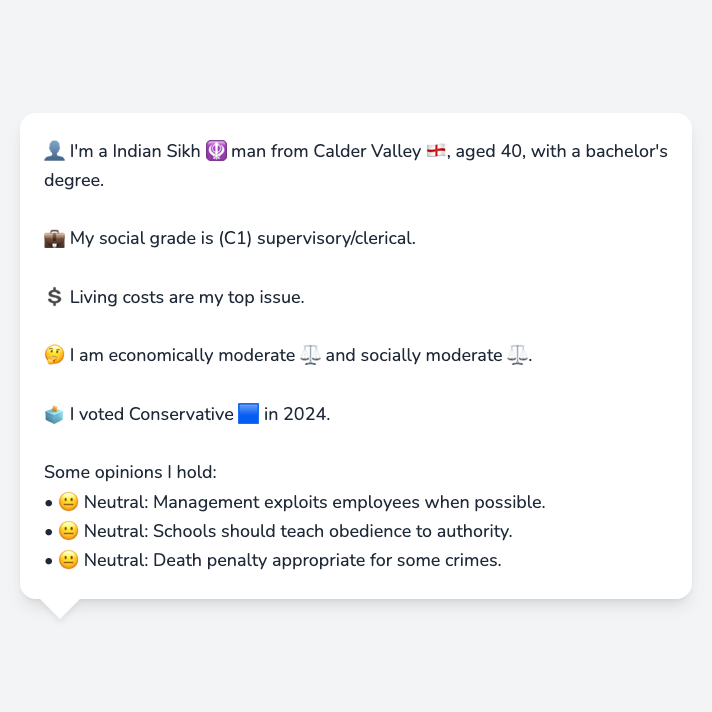 👤 I'm a Indian Sikh 🪯 man from Calder Valley 🏴󠁧󠁢󠁥󠁮󠁧󠁿, aged 40, with a bachelor's
degree.
💼 My social grade is (C1) supervisory/clerical.
💲 Living costs are my top issue.
🤔 I am economically moderate ⚖️ and socially moderate ⚖️.
🗳️ I voted Conservative 🟦 in 2024.
Some opinions I hold:
• 😐 Neutral: Management exploits employees when possible.
• 😐 Neutral: Schools should teach obedience to authority.
• 😐 Neutral: Death penalty appropriate for some crimes.